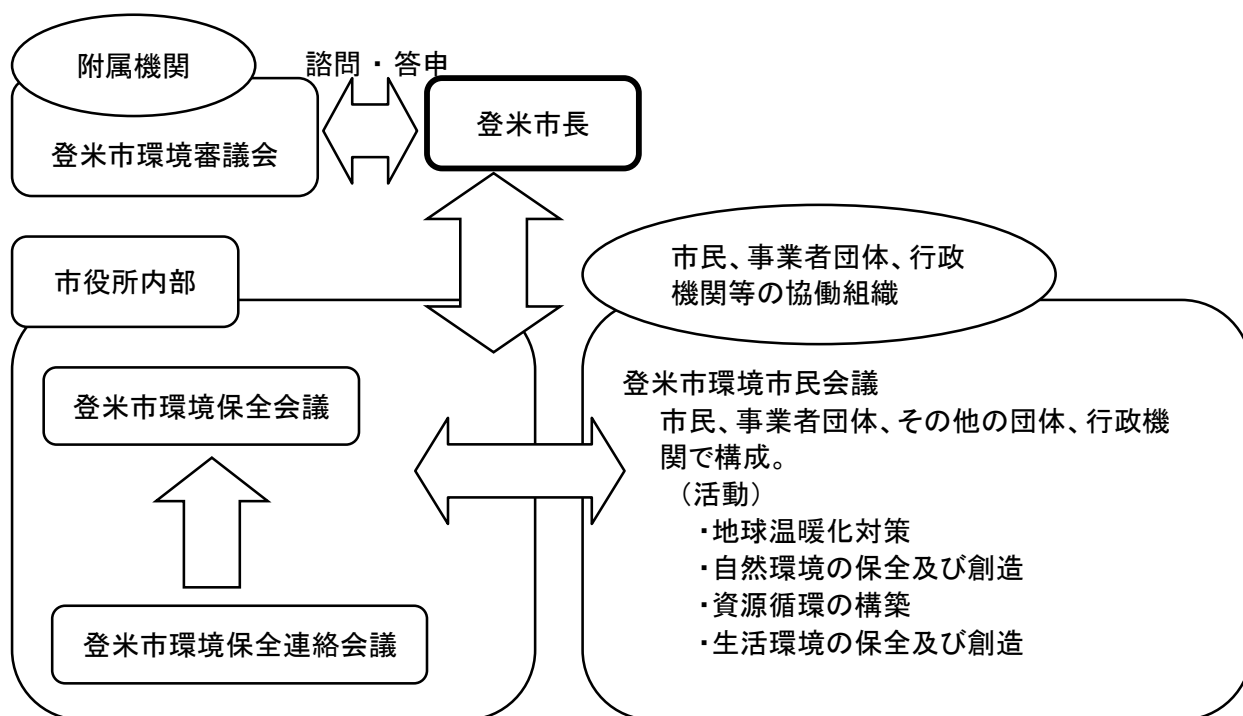 附属機関
諮問・答申
登米市長
登米市環境審議会
市役所内部
市民、事業者団体、行政
機関等の協働組織
登米市環境保全会議
登米市環境保全連絡会議
登米市環境市民会議
市民、事業者団体、その他の団体、行政機
関で構成。
（活動）
・地球温暖化対策
・自然環境の保全及び創造
・資源循環の構築
・生活環境の保全及び創造